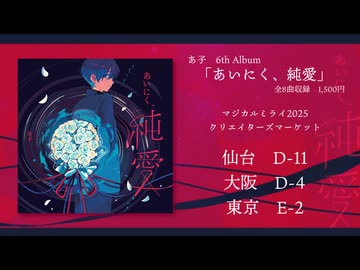 あ子 6th Album
「あいにく、純愛」
全8曲収録 1,500円
マジカルミライ2025
クリエイターズマーケット
仙台 D-11
大阪 D-4
東京 E-2
あいにく、
純愛